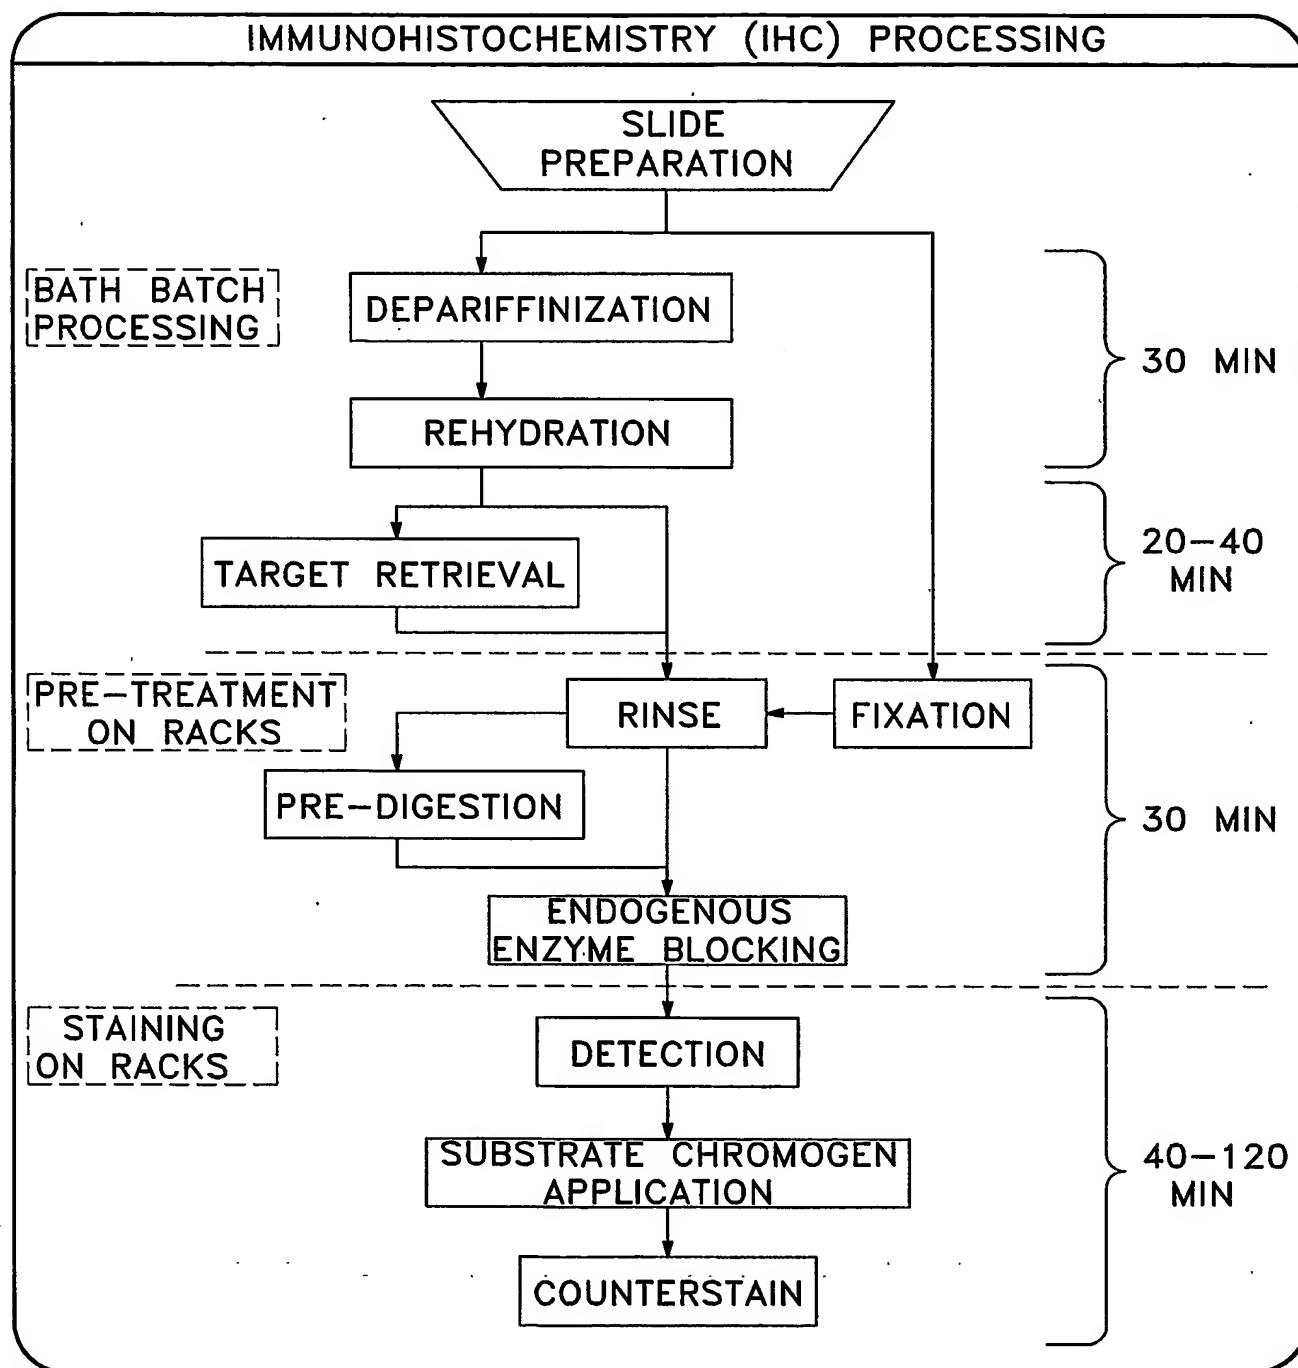 IMMUNOHISTOCHEMISTRY (IHC) PROCESSING
SLIDE
PREPARATION
BATH BATCH
PROCESSING
DEPARIFFINIZATION
30 MIN
REHYDRATION
TARGET RETRIEVAL
20-40
MIN
PRE-TREATMENT
ON RACKS
RINSE
FIXATION
PRE-DIGESTION
30 MIN
ENDOGENOUS
ENZYME BLOCKING
STAINING
ON RACKS
DETECTION
SUBSTRATE CHROMOGEN
APPLICATION
40-120
MIN
COUNTERSTAIN